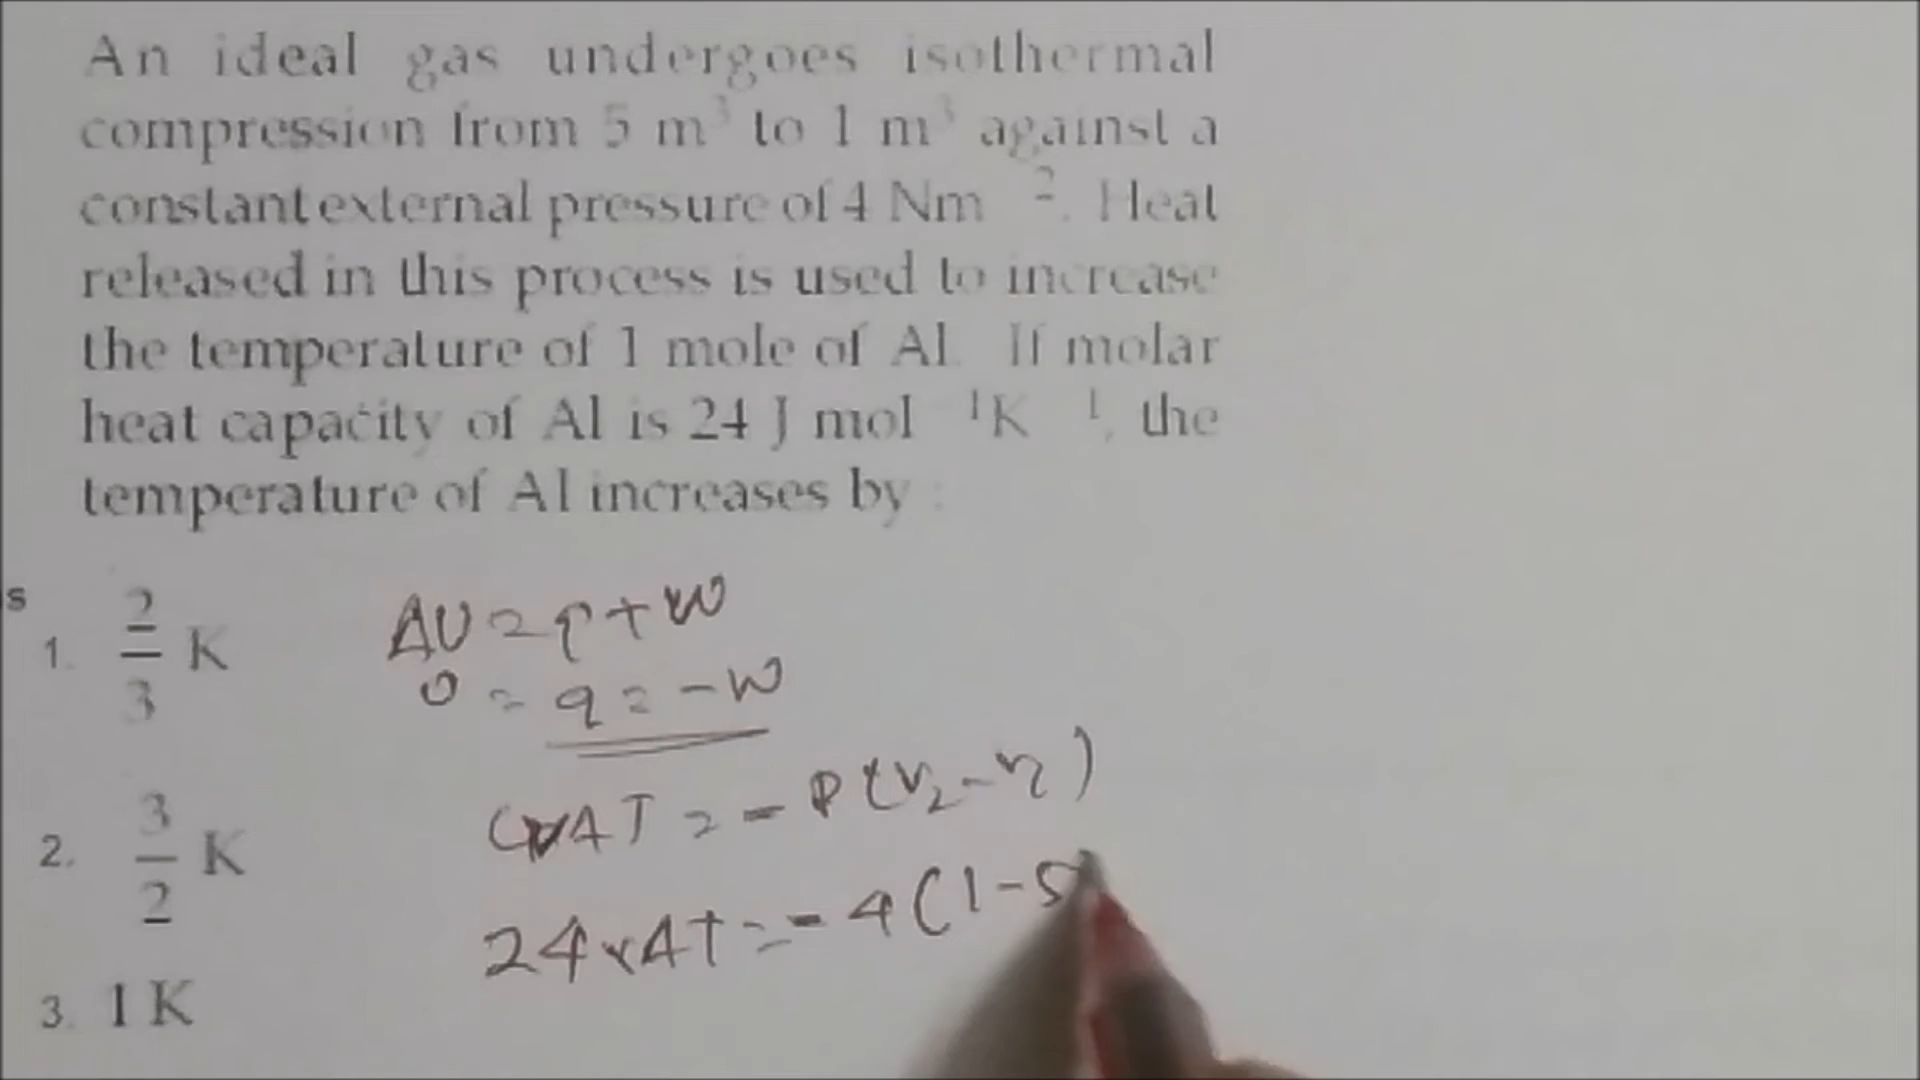 An ideal gas undergoes isothermal
compression from 5 m³ to 1 m³ against a
constant external pressure of 4 Nm⁻². Heat
released in this process is used to increase
the temperature of 1 mole of Al. If molar
heat capacity of Al is 24 J mol⁻¹K⁻¹, the
temperature of Al increases by :
s
1. 2/3 K
ΔU = q + w
0 = q = -w
2. 3/2 K
ΔT = -P(V₂-V₁)
24×ΔT = -4(1-5
3. 1 K